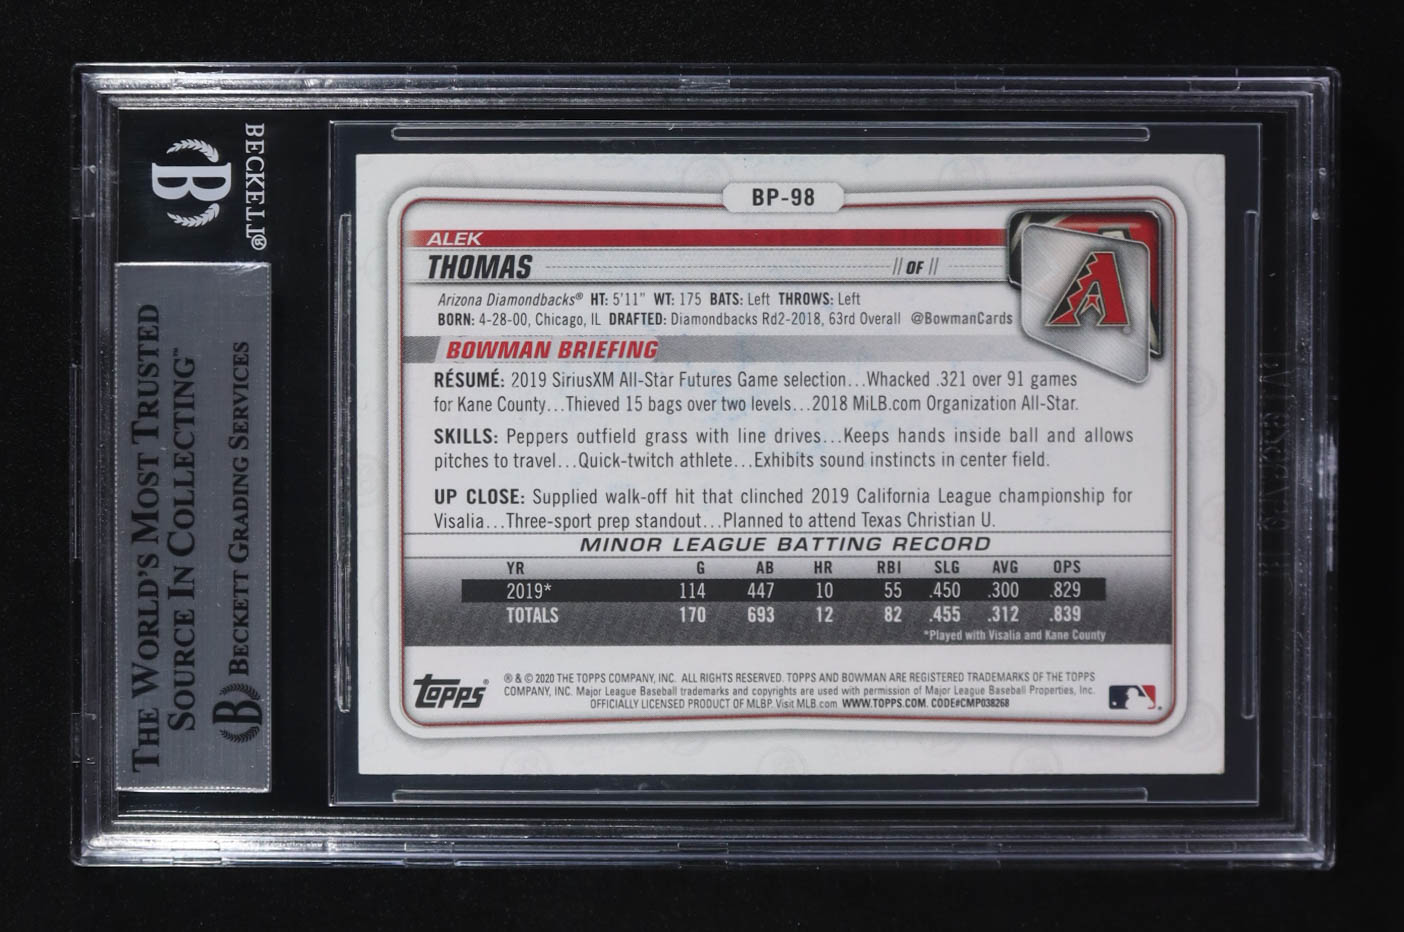 BECKETT®
B
THE WORLD'S MOST TRUSTED
SOURCE IN COLLECTING™
B BECKETT GRADING SERVICES
BP-98
ALEK
THOMAS // OF //
Arizona Diamondbacks® HT: 5'11" WT: 175 BATS: Left THROWS: Left
BORN: 4-28-00, Chicago, IL DRAFTED: Diamondbacks Rd2-2018, 63rd Overall @BowmanCards
BOWMAN BRIEFING
RÉSUMÉ: 2019 SiriusXM All-Star Futures Game selection...Whacked .321 over 91 games
for Kane County...Thieved 15 bags over two levels...2018 MiLB.com Organization All-Star.
SKILLS: Peppers outfield grass with line drives...Keeps hands inside ball and allows
pitches to travel...Quick-twitch athlete...Exhibits sound instincts in center field.
UP CLOSE: Supplied walk-off hit that clinched 2019 California League championship for
Visalia...Three-sport prep standout...Planned to attend Texas Christian U.
MINOR LEAGUE BATTING RECORD
YR G AB HR RBI SLG AVG OPS
2019* 114 447 10 55 .450 .300 .829
TOTALS 170 693 12 82 .455 .312 .839
*Played with Visalia and Kane County
TOPPS®
® & © 2020 THE TOPPS COMPANY, INC. ALL RIGHTS RESERVED. TOPPS AND BOWMAN ARE REGISTERED TRADEMARKS OF THE TOPPS
COMPANY, INC. Major League Baseball trademarks and copyrights are used with permission of Major League Baseball Properties, Inc.
OFFICIALLY LICENSED PRODUCT OF MLBP. Visit MLB.com WWW.TOPPS.COM. CODE#CMP038268